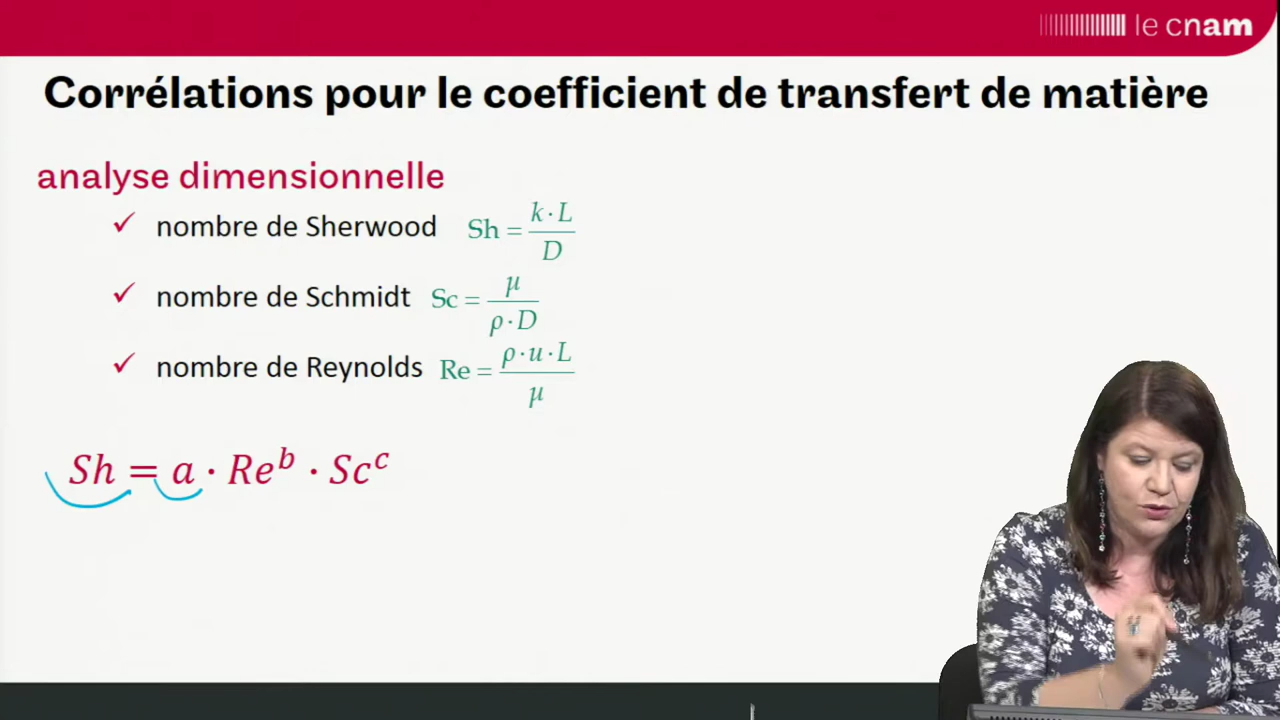 le cnam
Corrélations pour le coefficient de transfert de matière
analyse dimensionnelle
✓ nombre de Sherwood Sh = k · L / D
✓ nombre de Schmidt Sc = μ / ρ · D
✓ nombre de Reynolds Re = ρ · u · L / μ
Sh = a · Re^b · Sc^c